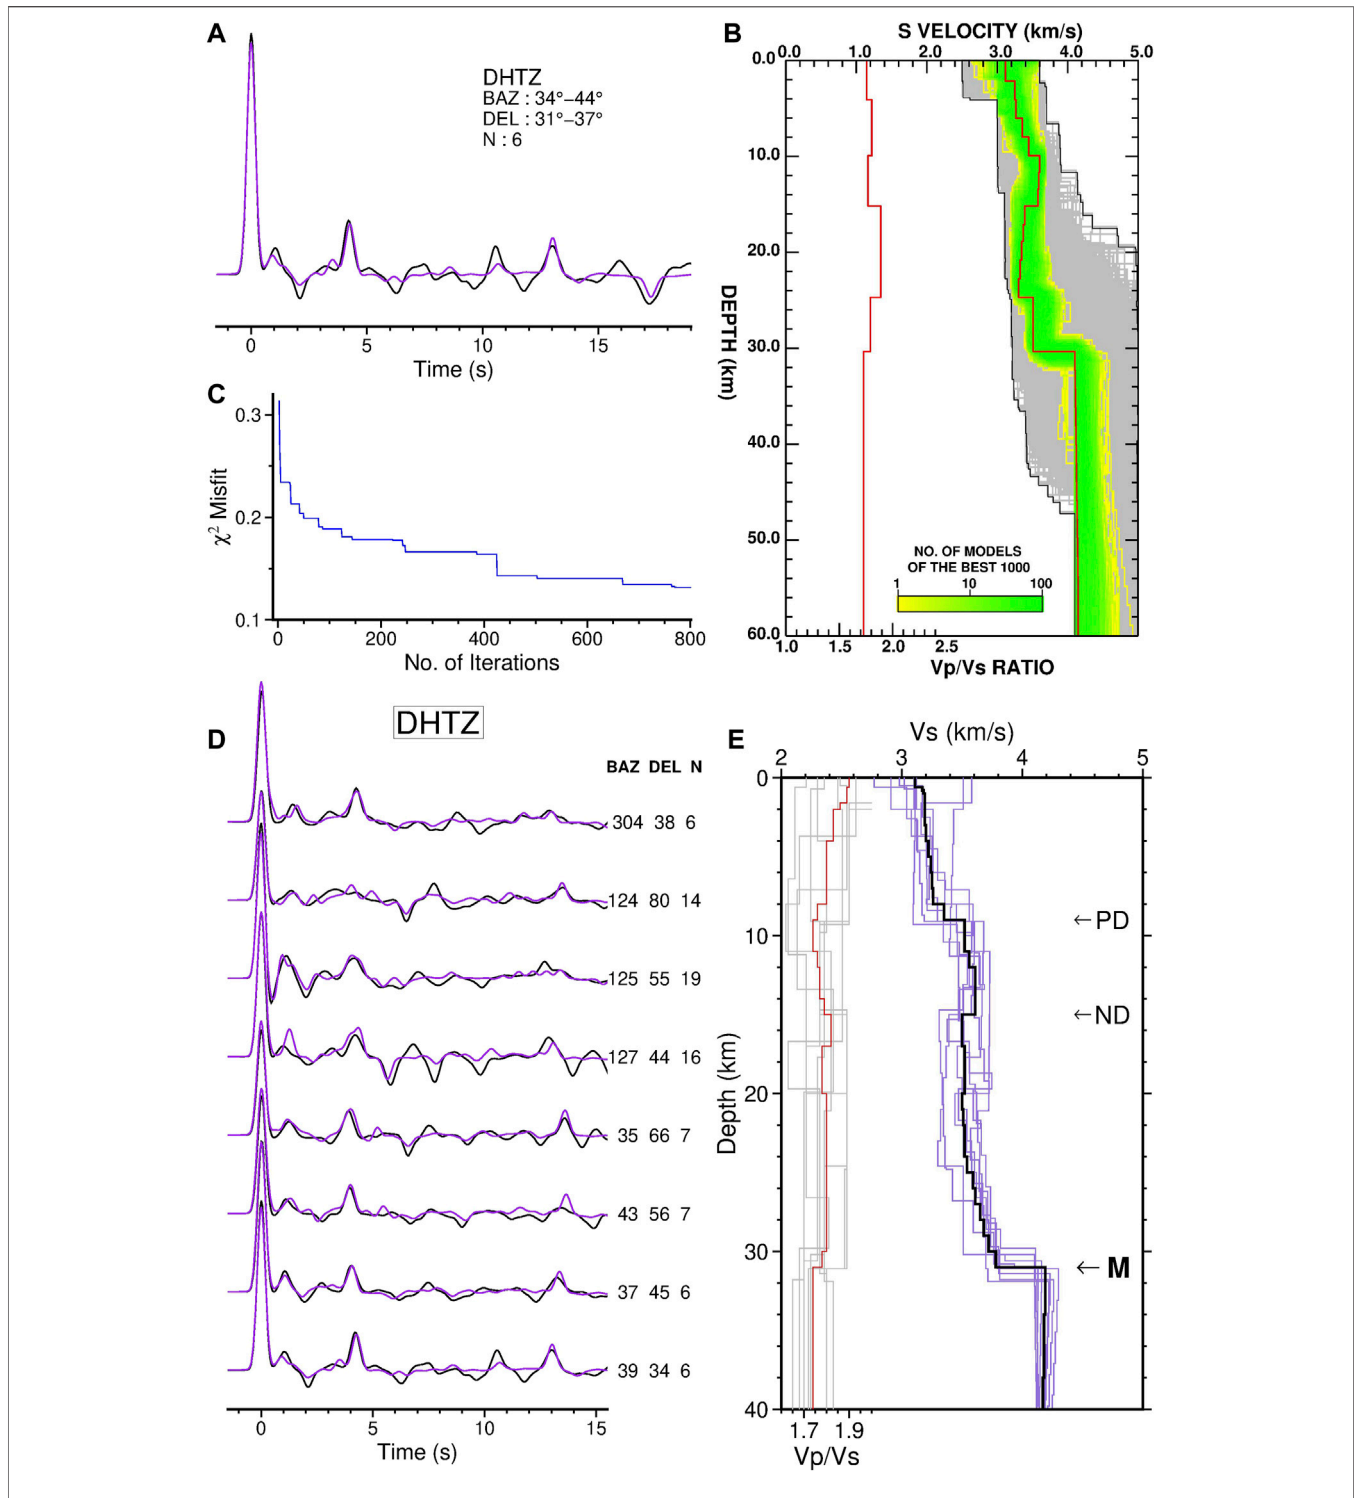 A
DHTZ
BAZ : 34°–44°
DEL : 31°–37°
N : 6
0 5 10 15
Time (s)
B
S VELOCITY (km/s)
0.0 1.0 2.0 3.0 4.0 5.0
0.0
10.0
20.0
30.0
40.0
50.0
60.0
DEPTH (km)
NO. OF MODELS
OF THE BEST 1000
1 10 100
1.0 1.5 2.0 2.5
Vp/Vs RATIO
C
0.3
0.2
0.1
χ² Misfit
0 200 400 600 800
No. of Iterations
D
DHTZ
BAZ DEL N
304 38 6
124 80 14
125 55 19
127 44 16
35 66 7
43 56 7
37 45 6
39 34 6
0 5 10 15
Time (s)
E
Vs (km/s)
2 3 4 5
0
10
20
30
40
Depth (km)
←PD
←ND
←M
1.7 1.9
Vp/Vs